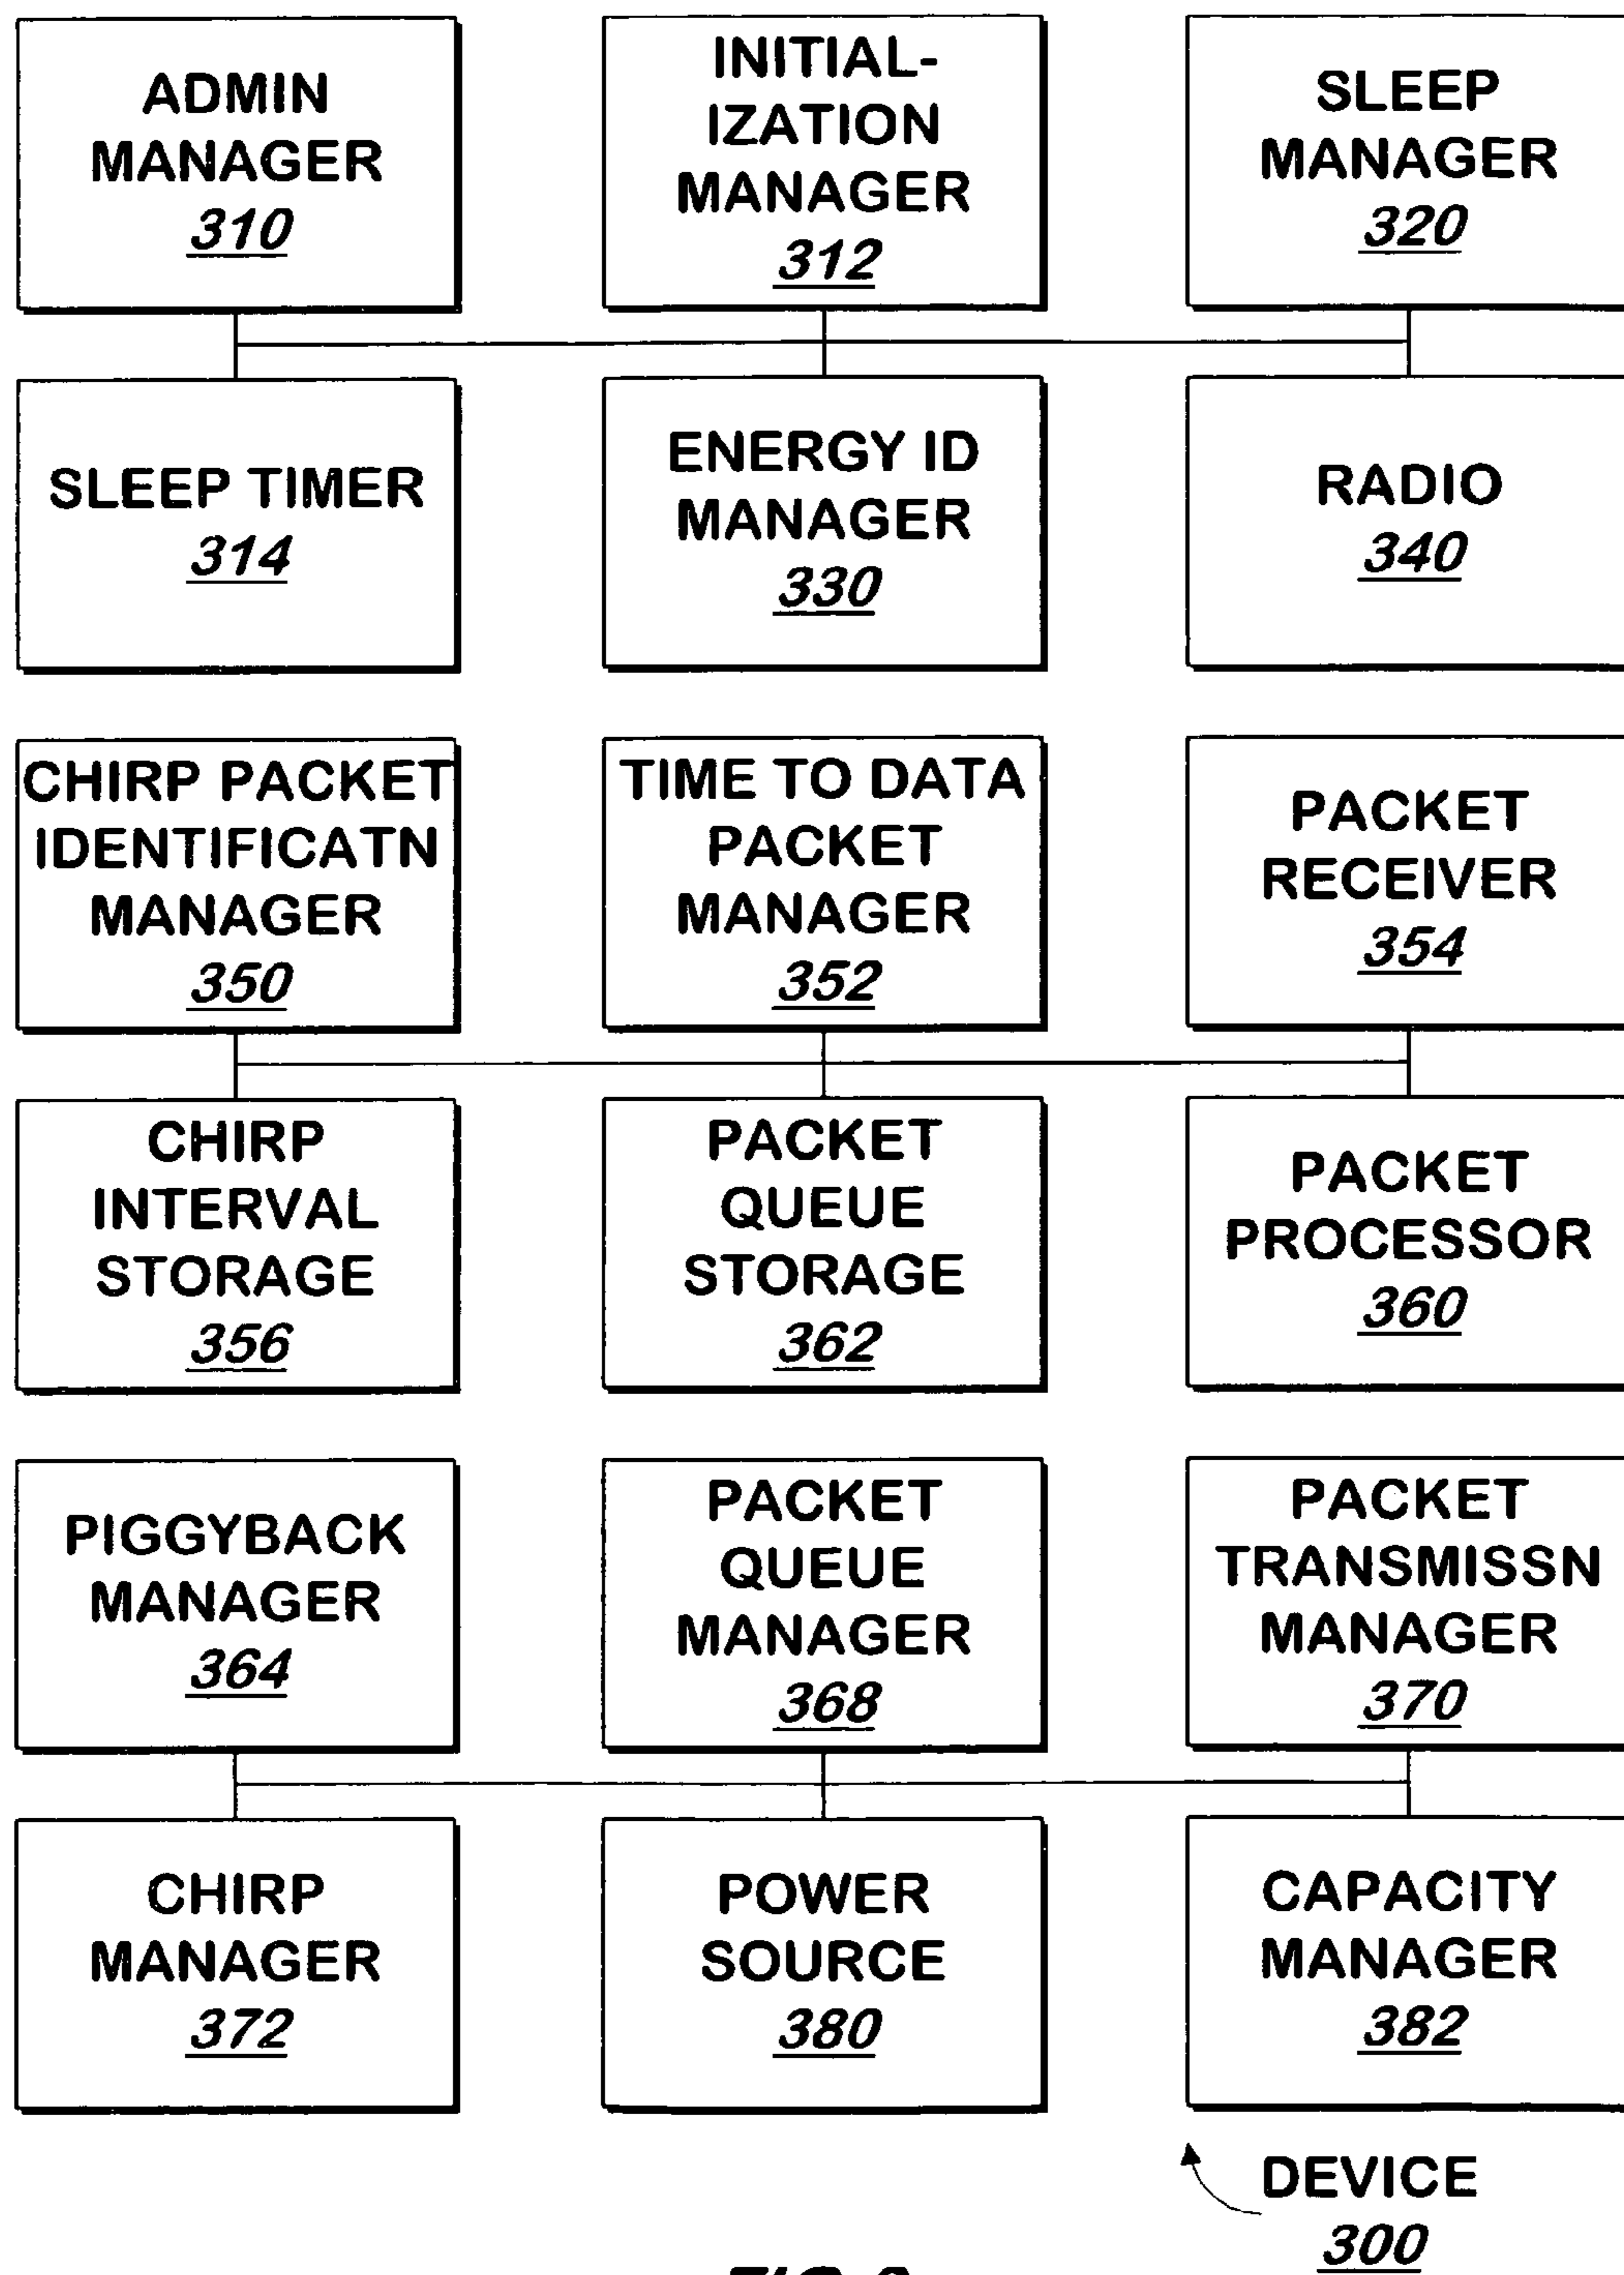 ADMIN
MANAGER
310
INITIAL-
IZATION
MANAGER
312
SLEEP
MANAGER
320
SLEEP TIMER
314
ENERGY ID
MANAGER
330
RADIO
340
CHIRP PACKET
IDENTIFICATN
MANAGER
350
TIME TO DATA
PACKET
MANAGER
352
PACKET
RECEIVER
354
CHIRP
INTERVAL
STORAGE
356
PACKET
QUEUE
STORAGE
362
PACKET
PROCESSOR
360
PIGGYBACK
MANAGER
364
PACKET
QUEUE
MANAGER
368
PACKET
TRANSMISSN
MANAGER
370
CHIRP
MANAGER
372
POWER
SOURCE
380
CAPACITY
MANAGER
382
DEVICE
300